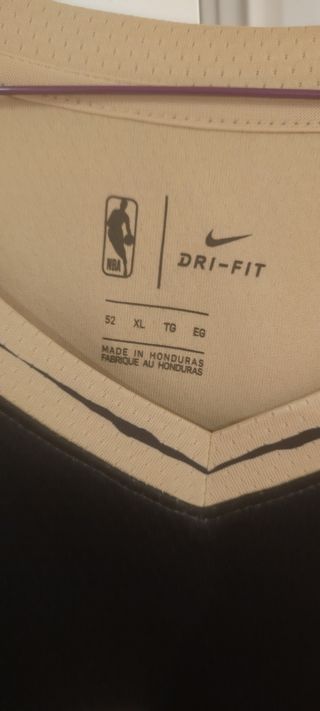 NBA
DRI-FIT
52 XL TG EG
MADE IN HONDURAS
FABRIQUE AU HONDURAS